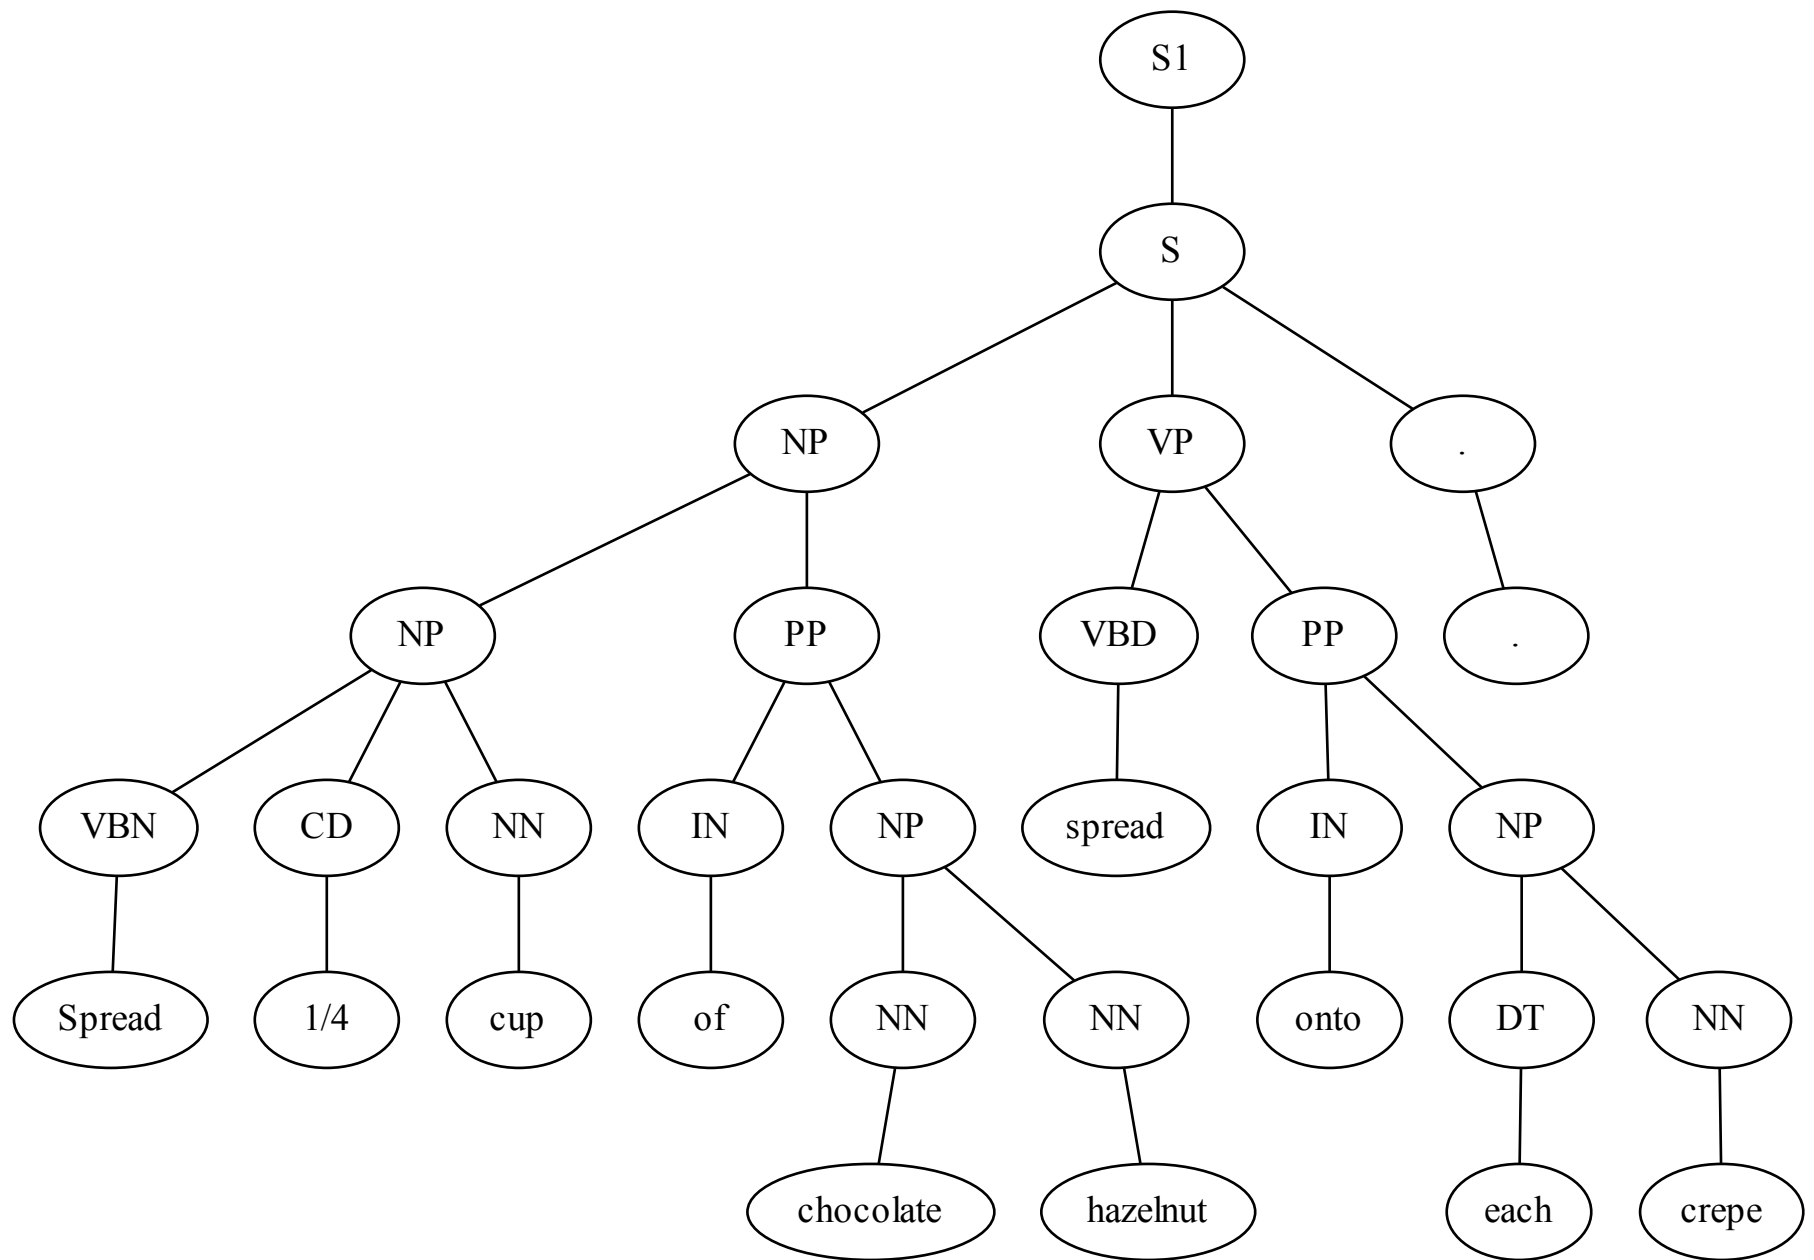 S1
S
NP VP .
NP PP VBD PP .
VBN CD NN IN NP spread IN NP
Spread 1/4 cup of NN NN onto DT NN
chocolate hazelnut each crepe